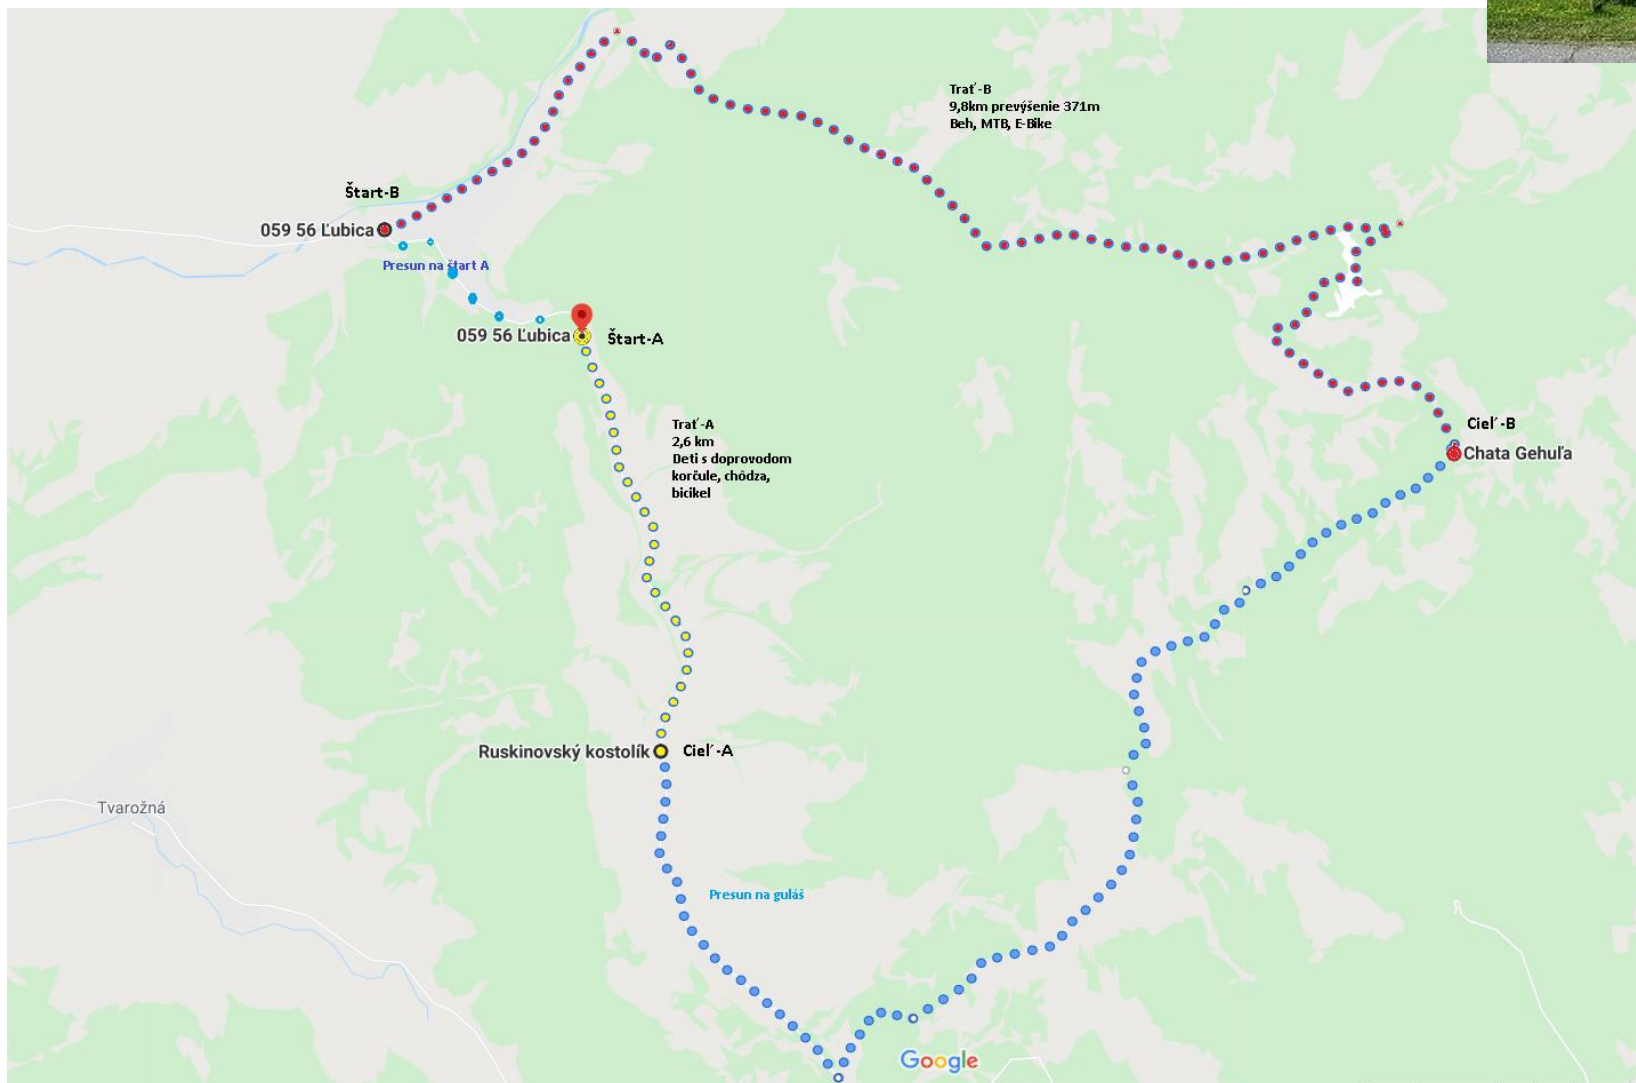 Trať -B
9,8km prevýšenie 371m
Beh, MTB, E-Bike
Štart-B
059 56 Ľubica
Presun na štart A
059 56 Ľubica
Štart-A
Trať -A
2,6 km
Deti s doprovodom
korčule, chôdza,
bicikel
Cieľ -B
Chata Gehuľa
Ruskinovský kostolík
Cieľ -A
Tvarožná
Presun na guláš
Google